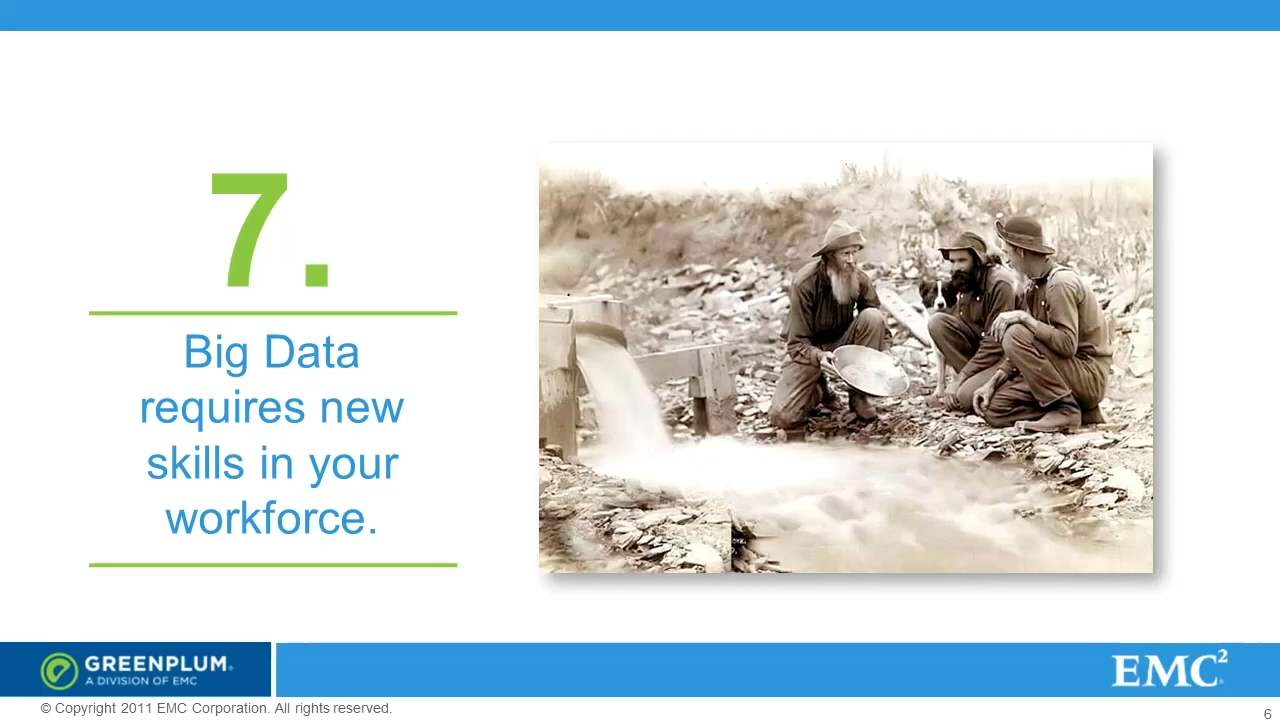 7.
Big Data
requires new
skills in your
workforce.
GREENPLUM
A DIVISION OF EMC
EMC²
© Copyright 2011 EMC Corporation. All rights reserved.
6